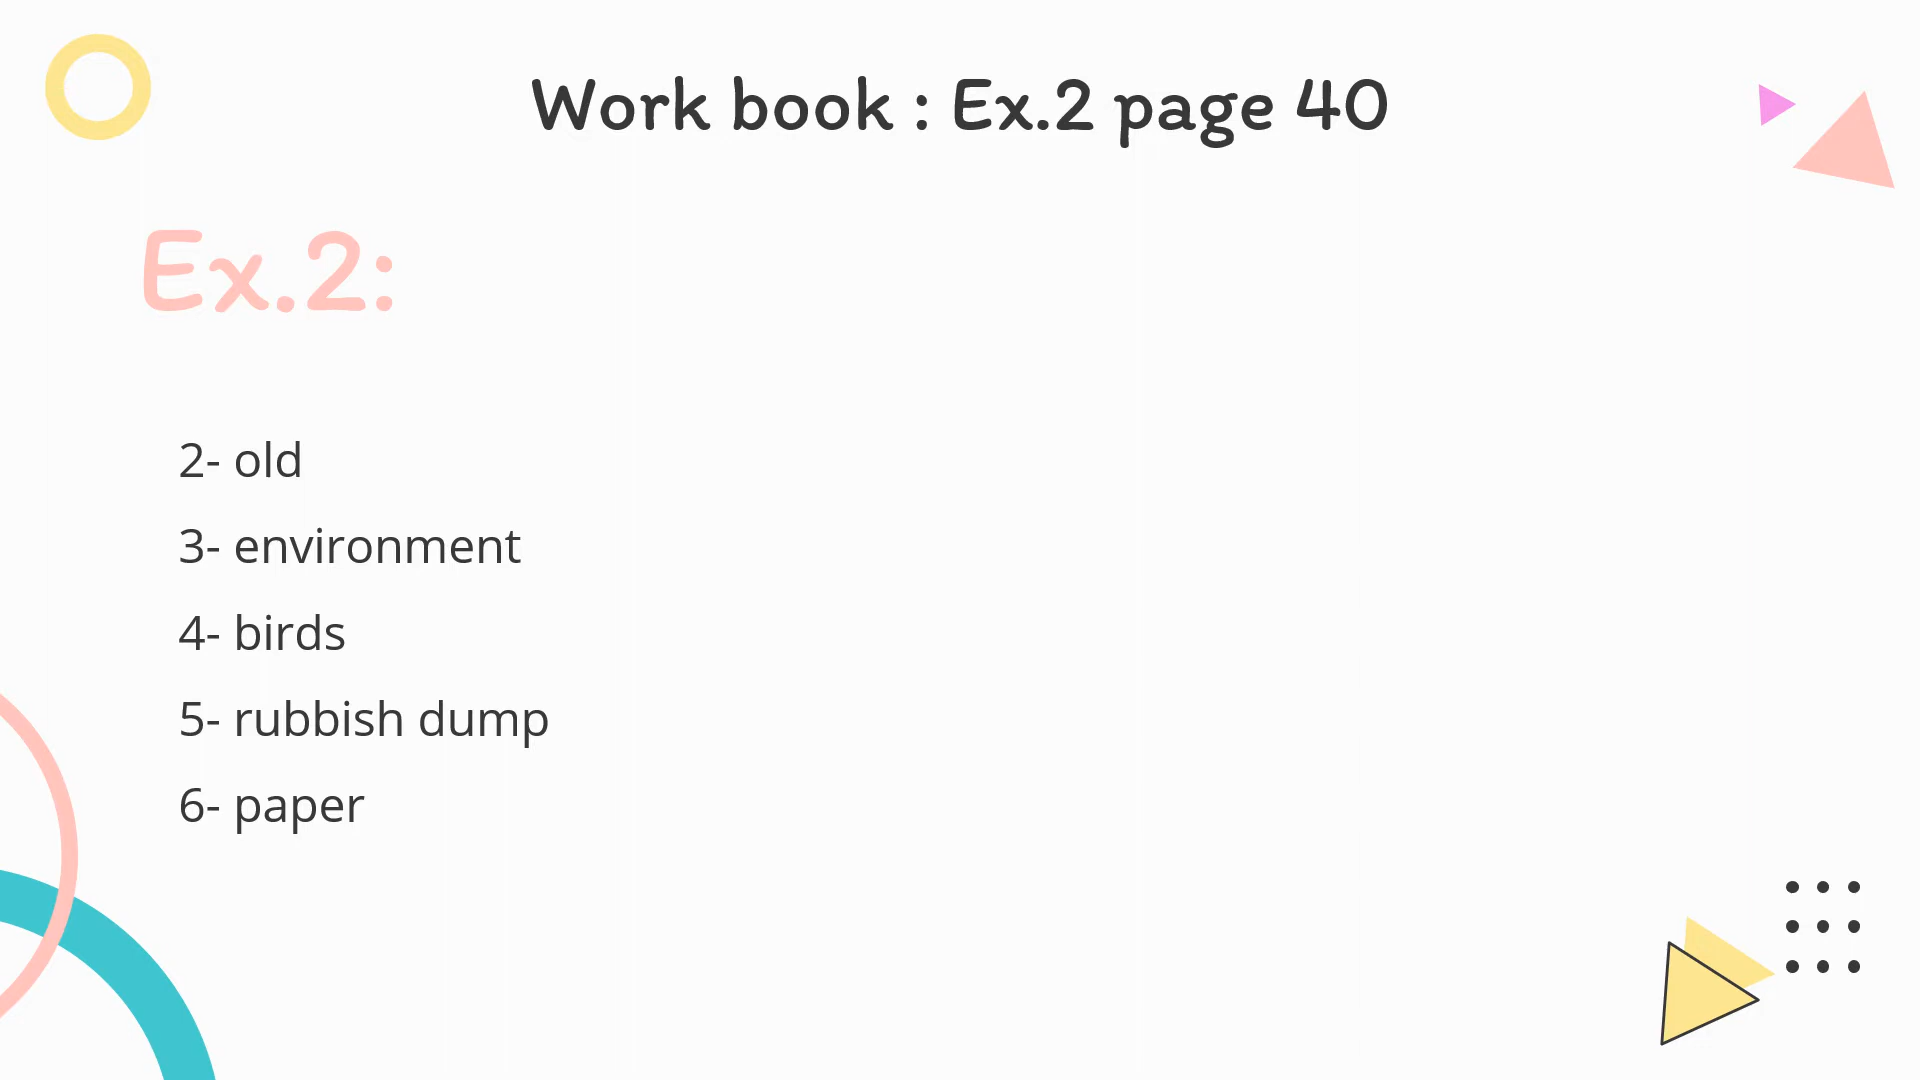 Work book : Ex.2 page 40
Ex.2:
2- old
3- environment
4- birds
5- rubbish dump
6- paper